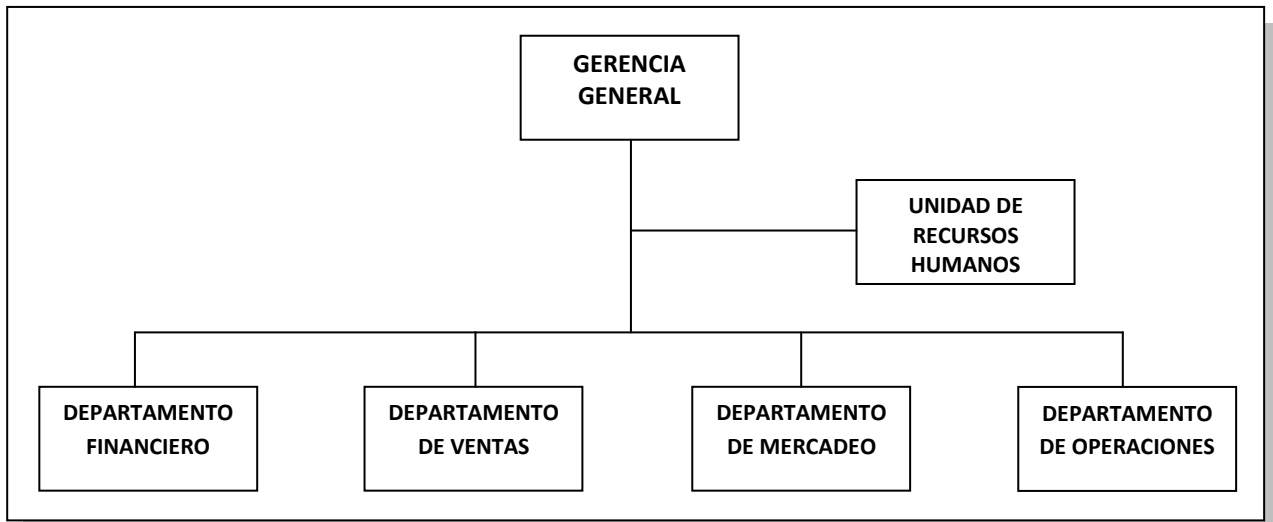 GERENCIA
GENERAL
UNIDAD DE
RECURSOS
HUMANOS
DEPARTAMENTO
FINANCIERO
DEPARTAMENTO
DE VENTAS
DEPARTAMENTO
DE MERCADEO
DEPARTAMENTO
DE OPERACIONES